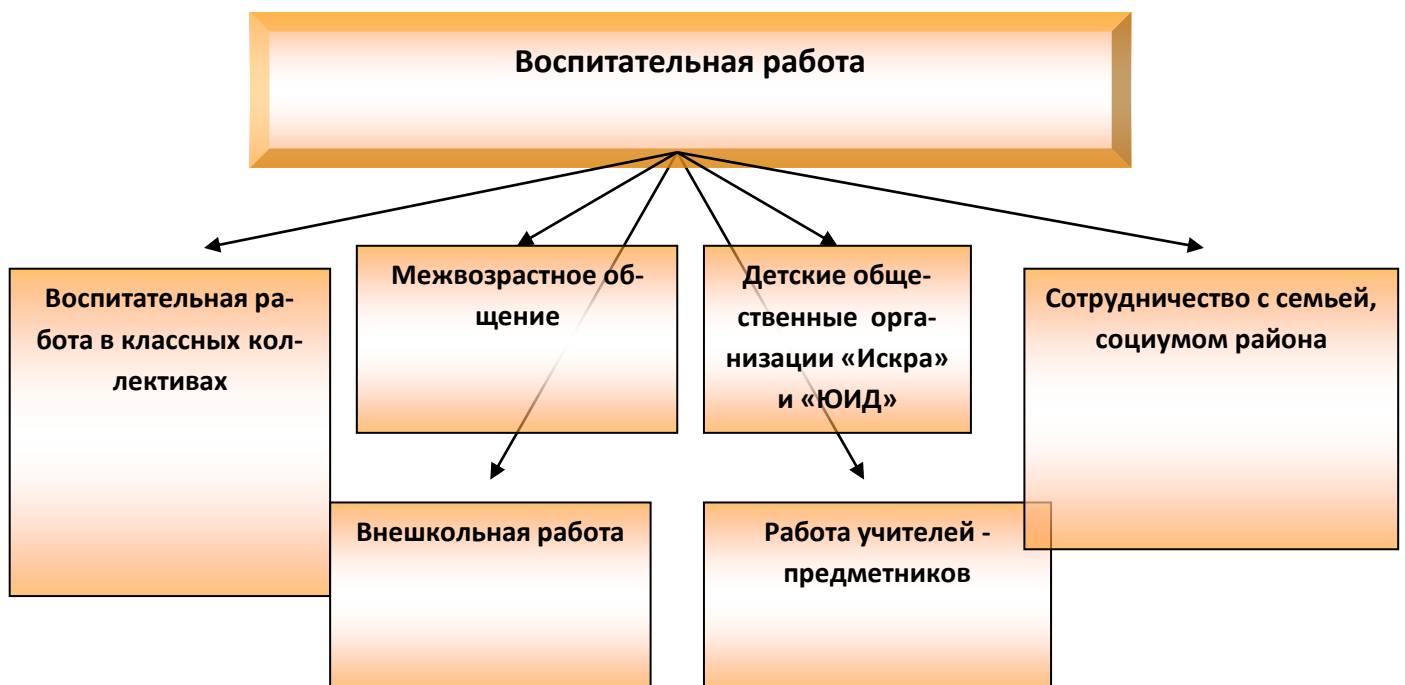 Воспитательная работа
Воспитательная ра-
бота в классных кол-
лективах
Межвозрастное об-
щение
Детские обще-
ственные орга-
низации «Искра»
и «ЮИД»
Сотрудничество с семьей,
социумом района
Внешкольная работа
Работа учителей -
предметников